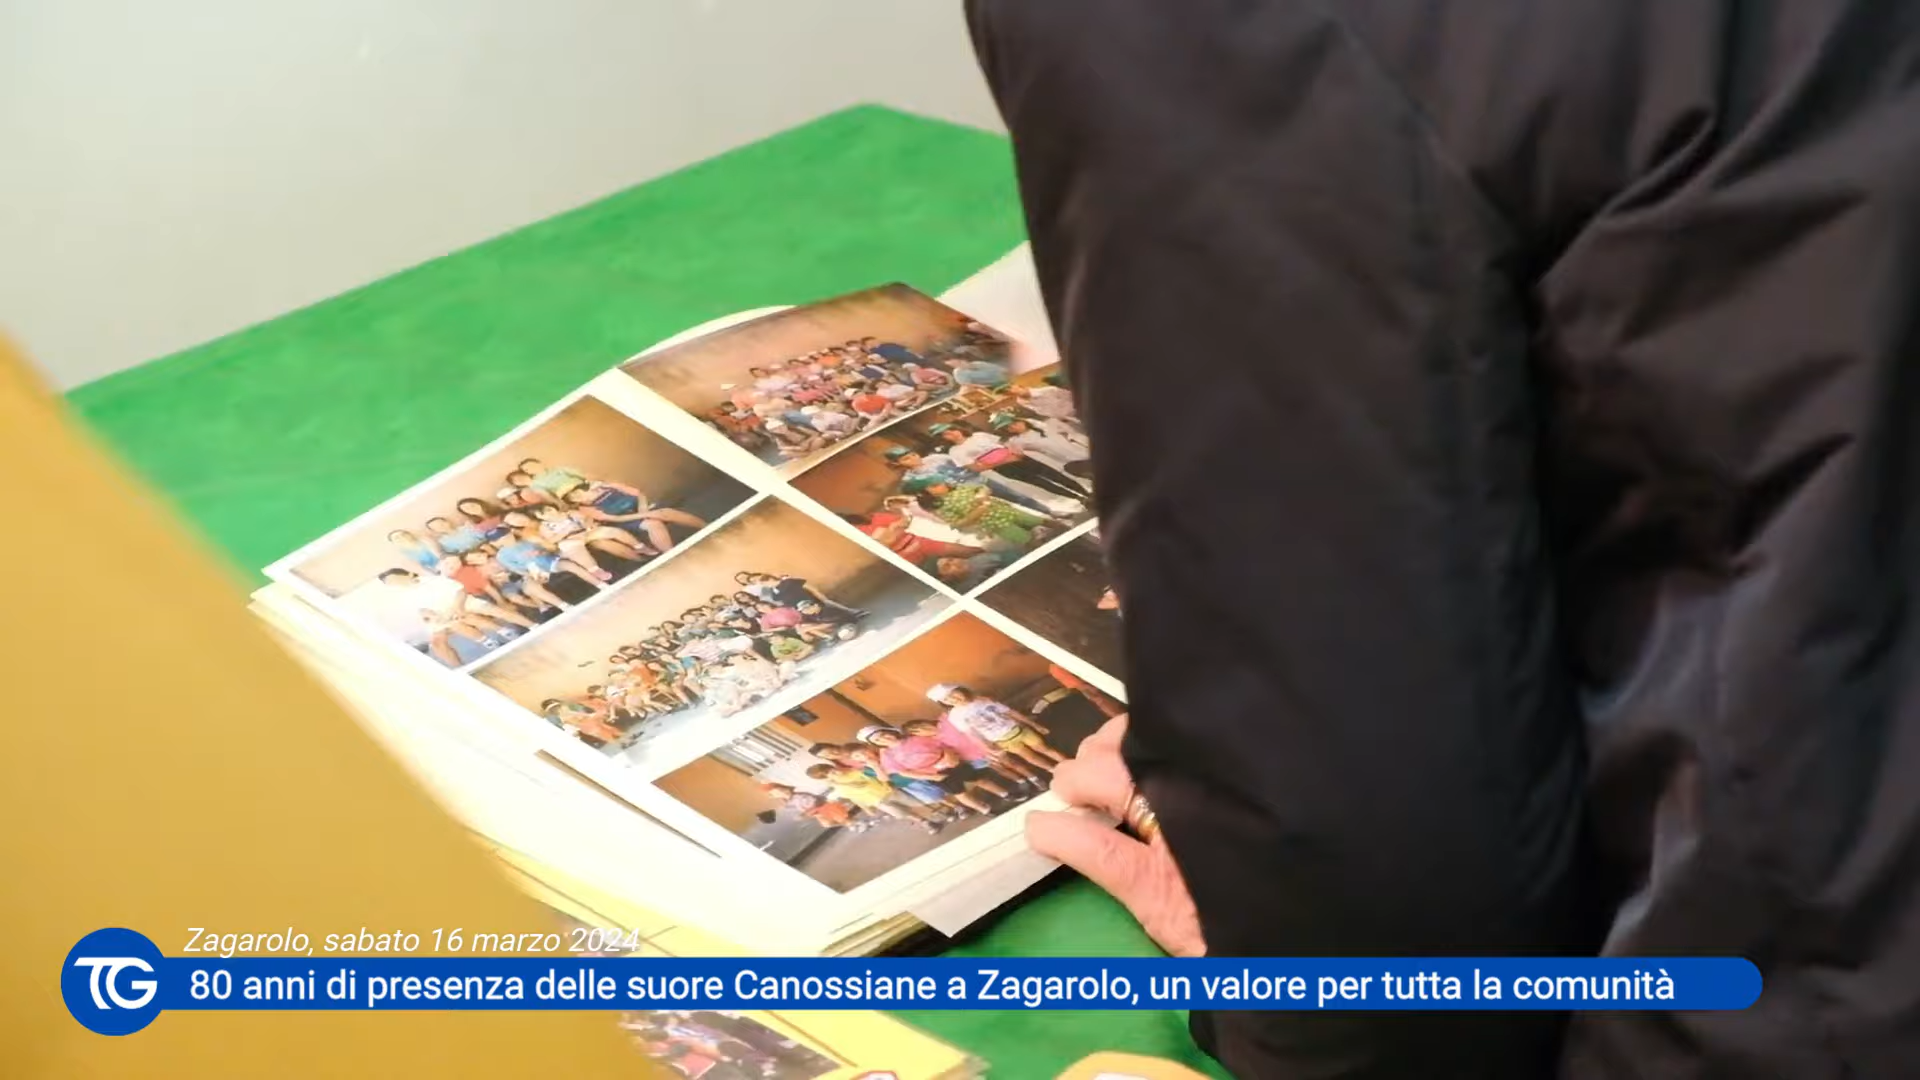 Zagarolo, sabato 16 marzo 2024
TG
80 anni di presenza delle suore Canossiane a Zagarolo, un valore per tutta la comunità